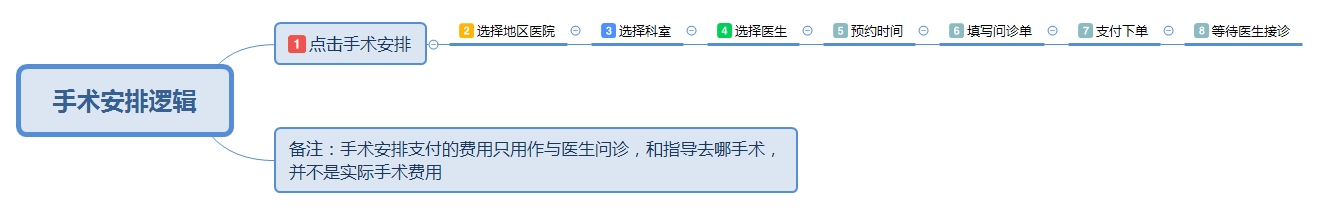 手术安排逻辑
1 点击手术安排
2 选择地区医院
3 选择科室
4 选择医生
5 预约时间
6 填写问诊单
7 支付下单
8 等待医生接诊
备注：手术安排支付的费用只用作与医生问诊，和指导去哪手术，
并不是实际手术费用